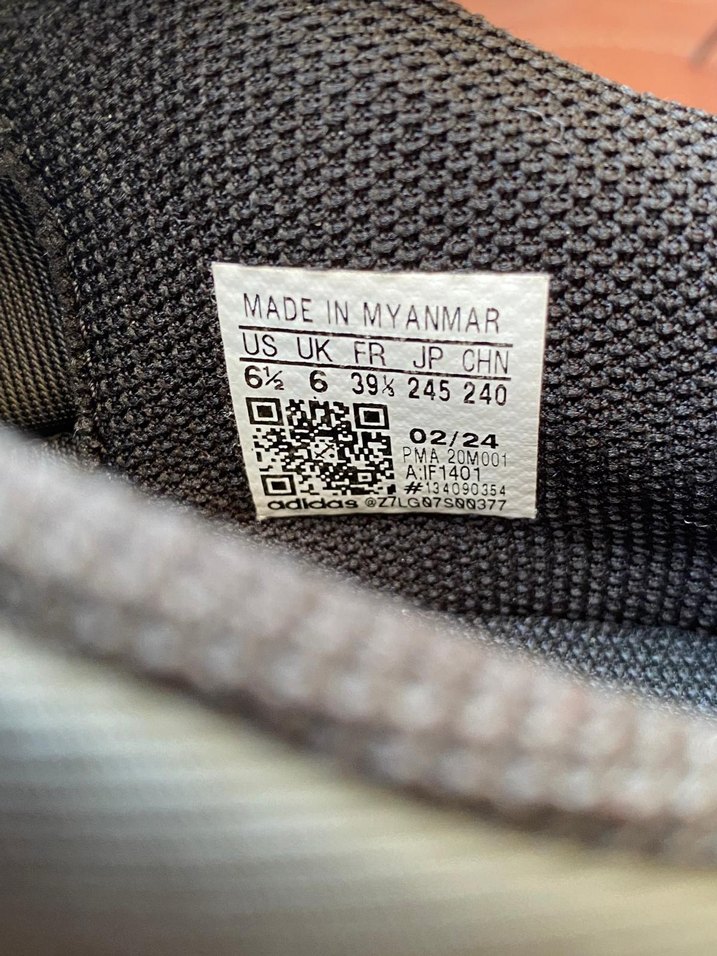 MADE IN MYANMAR
US UK FR JP CHN
6½ 6 39⅓ 245 240
02/24
PMA 20M001
A:IF1401
#134090354
adidas @Z7LG07S00377